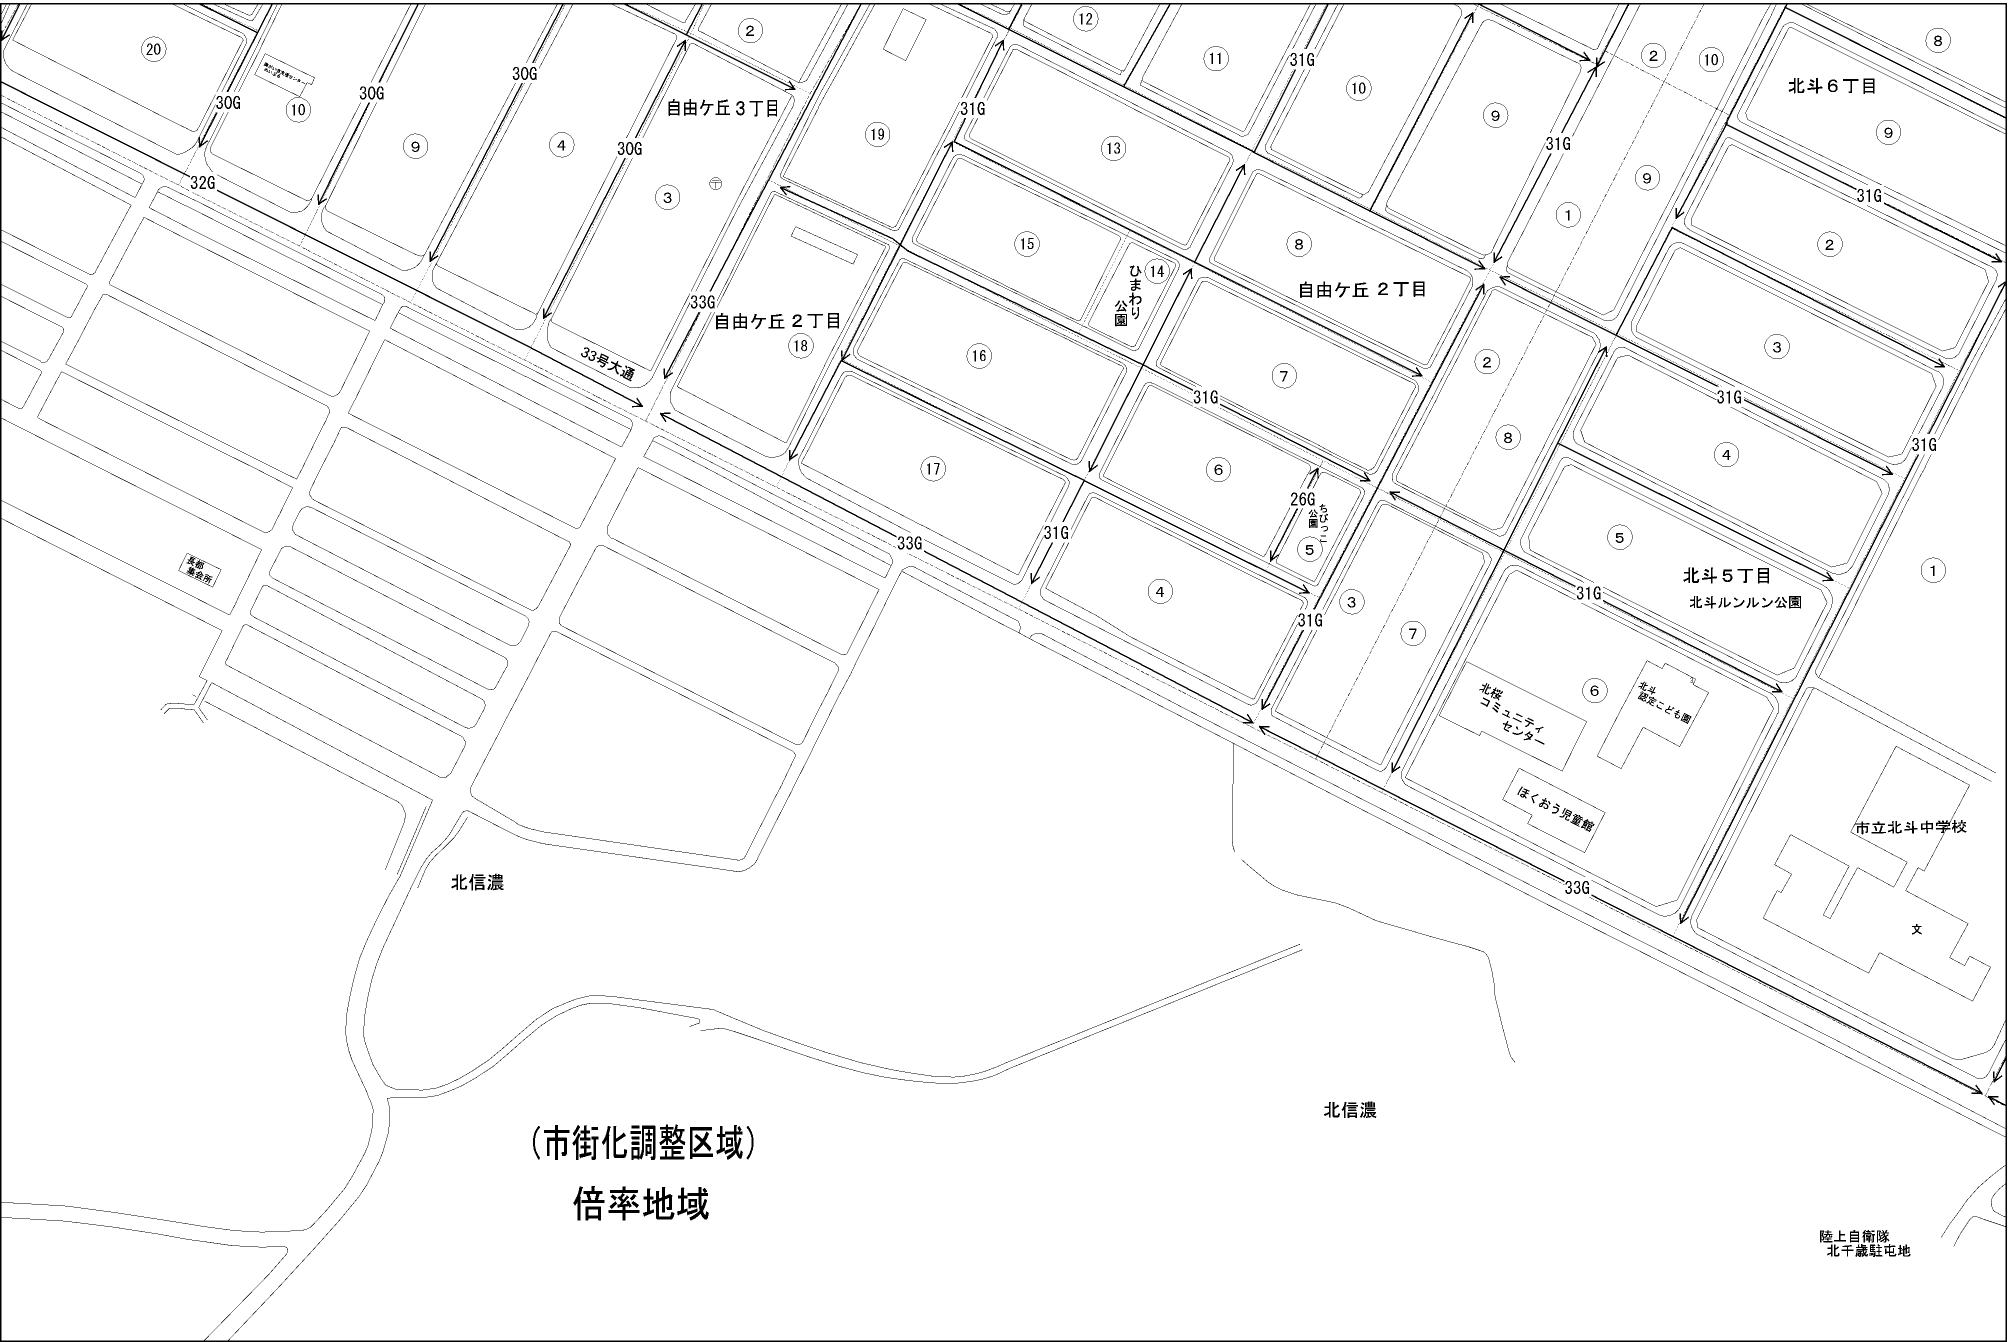 12
2
8
20
11
31G
2
10
10
北斗６丁目
30G
30G
30G
10
自由ケ丘３丁目
31G
19
9
9
9
4
30G
13
31G
32G
3
〒
9
31G
1
15
14
ひまわり
公園
8
2
自由ケ丘２丁目
33G
自由ケ丘２丁目
18
16
3
33号大通
7
2
31G
31G
8
31G
17
6
4
26G
ちびっこ
公園
33G
31G
5
5
長都
集会所
北斗５丁目
北斗ルンルン公園
1
4
31G
3
31G
7
6
北桜
コミュニティ
センター
北斗
認定こども園
ほくおう児童館
市立北斗中学校
33G
北信濃
文
北信濃
（市街化調整区域）
倍率地域
陸上自衛隊
北千歳駐屯地